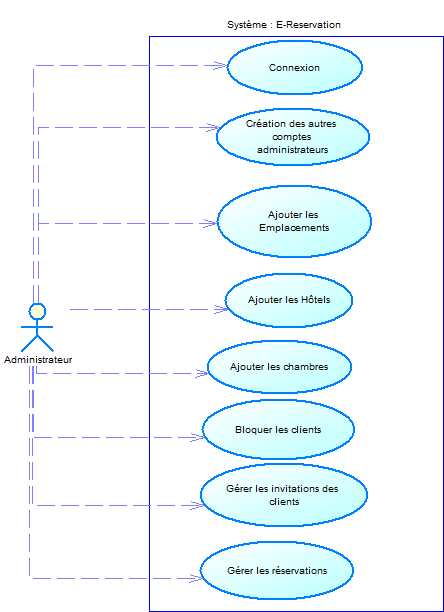 Système : E-Reservation
Connexion
Création des autres
comptes
administrateurs
Ajouter les
Emplacements
Ajouter les Hôtels
Administrateur
Ajouter les chambres
Bloquer les clients
Gérer les invitations des
clients
Gérer les réservations